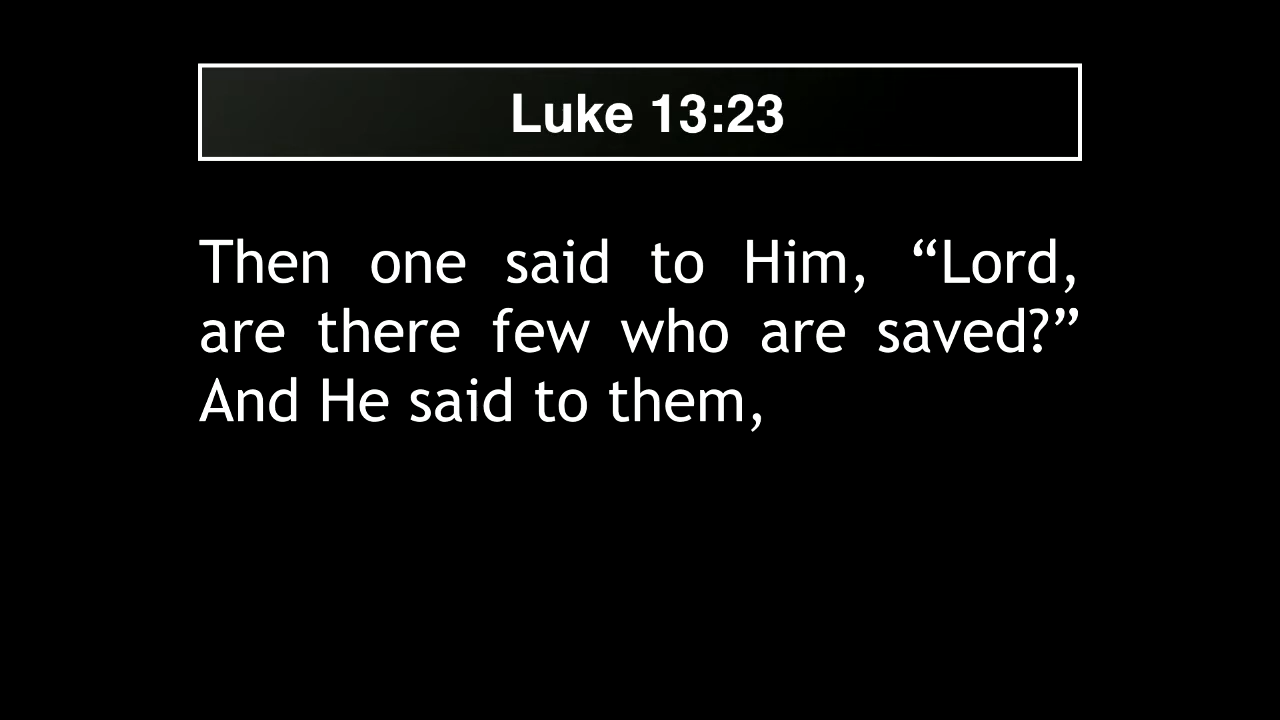 Luke 13:23
Then one said to Him, “Lord,
are there few who are saved?”
And He said to them,